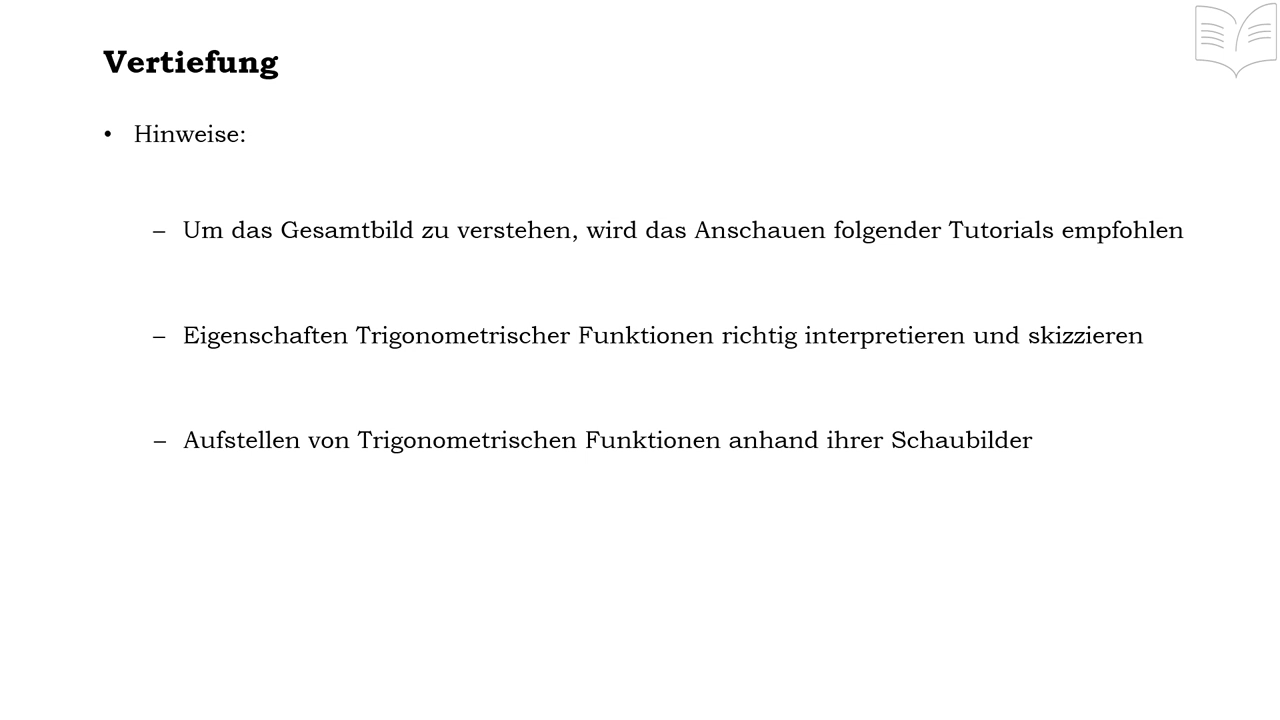 Vertiefung
• Hinweise:
– Um das Gesamtbild zu verstehen, wird das Anschauen folgender Tutorials empfohlen
– Eigenschaften Trigonometrischer Funktionen richtig interpretieren und skizzieren
– Aufstellen von Trigonometrischen Funktionen anhand ihrer Schaubilder